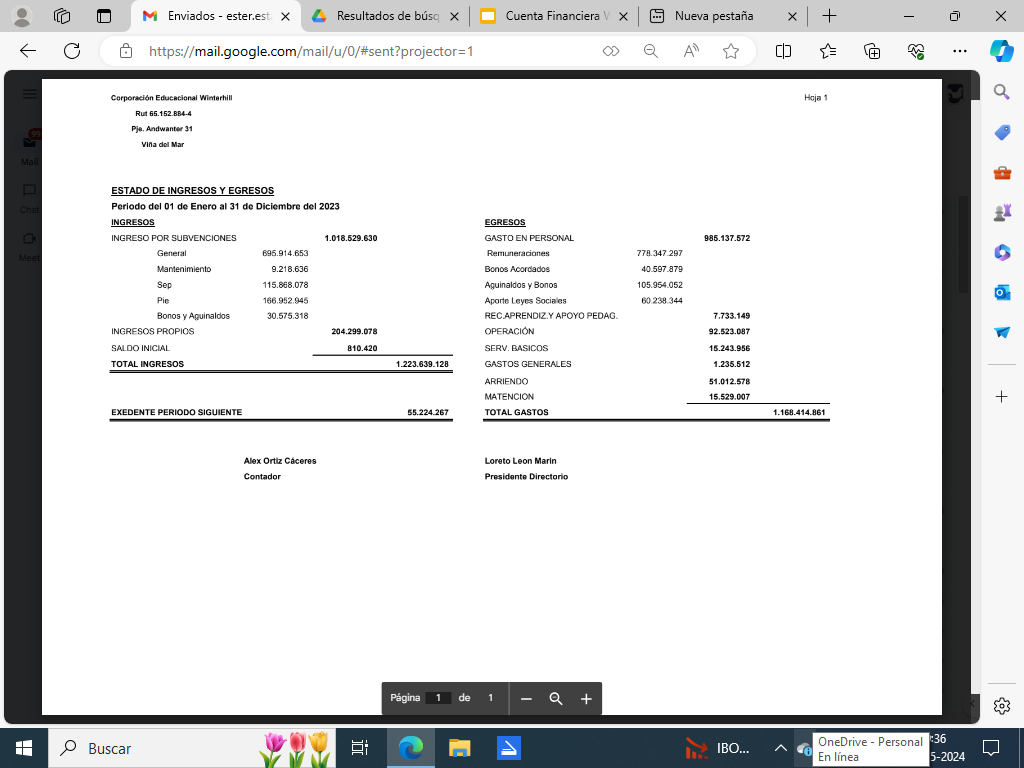 Enviados - ester.est
Resultados de búsq
Cuenta Financiera W
Nueva pestaña
https://mail.google.com/mail/u/0/#sent?projector=1
99
Mail
Chat
Meet
Corporación Educacional Winterhill
Hoja 1
Rut 65.152.884-4
Pje. Andwanter 31
Viña del Mar
ESTADO DE INGRESOS Y EGRESOS
Periodo del 01 de Enero al 31 de Diciembre del 2023
INGRESOS EGRESOS
INGRESO POR SUBVENCIONES 1.018.529.630 GASTO EN PERSONAL 985.137.572
General 695.914.653 Remuneraciones 778.347.297
Mantenimiento 9.218.636 Bonos Acordados 40.597.879
Sep 115.868.078 Aguinaldos y Bonos 105.954.052
Pie 166.952.945 Aporte Leyes Sociales 60.238.344
Bonos y Aguinaldos 30.575.318 REC.APRENDIZ.Y APOYO PEDAG. 7.733.149
INGRESOS PROPIOS 204.299.078 OPERACIÓN 92.523.087
SALDO INICIAL 810.420 SERV. BASICOS 15.243.956
TOTAL INGRESOS 1.223.639.128 GASTOS GENERALES 1.235.512
ARRIENDO 51.012.578
MATENCION 15.529.007
EXEDENTE PERIODO SIGUIENTE 55.224.267 TOTAL GASTOS 1.168.414.861
Alex Ortiz Cáceres Loreto Leon Marin
Contador Presidente Directorio
Página 1 de 1
Buscar
IBO...
OneDrive - Personal
En línea
:36
5-2024